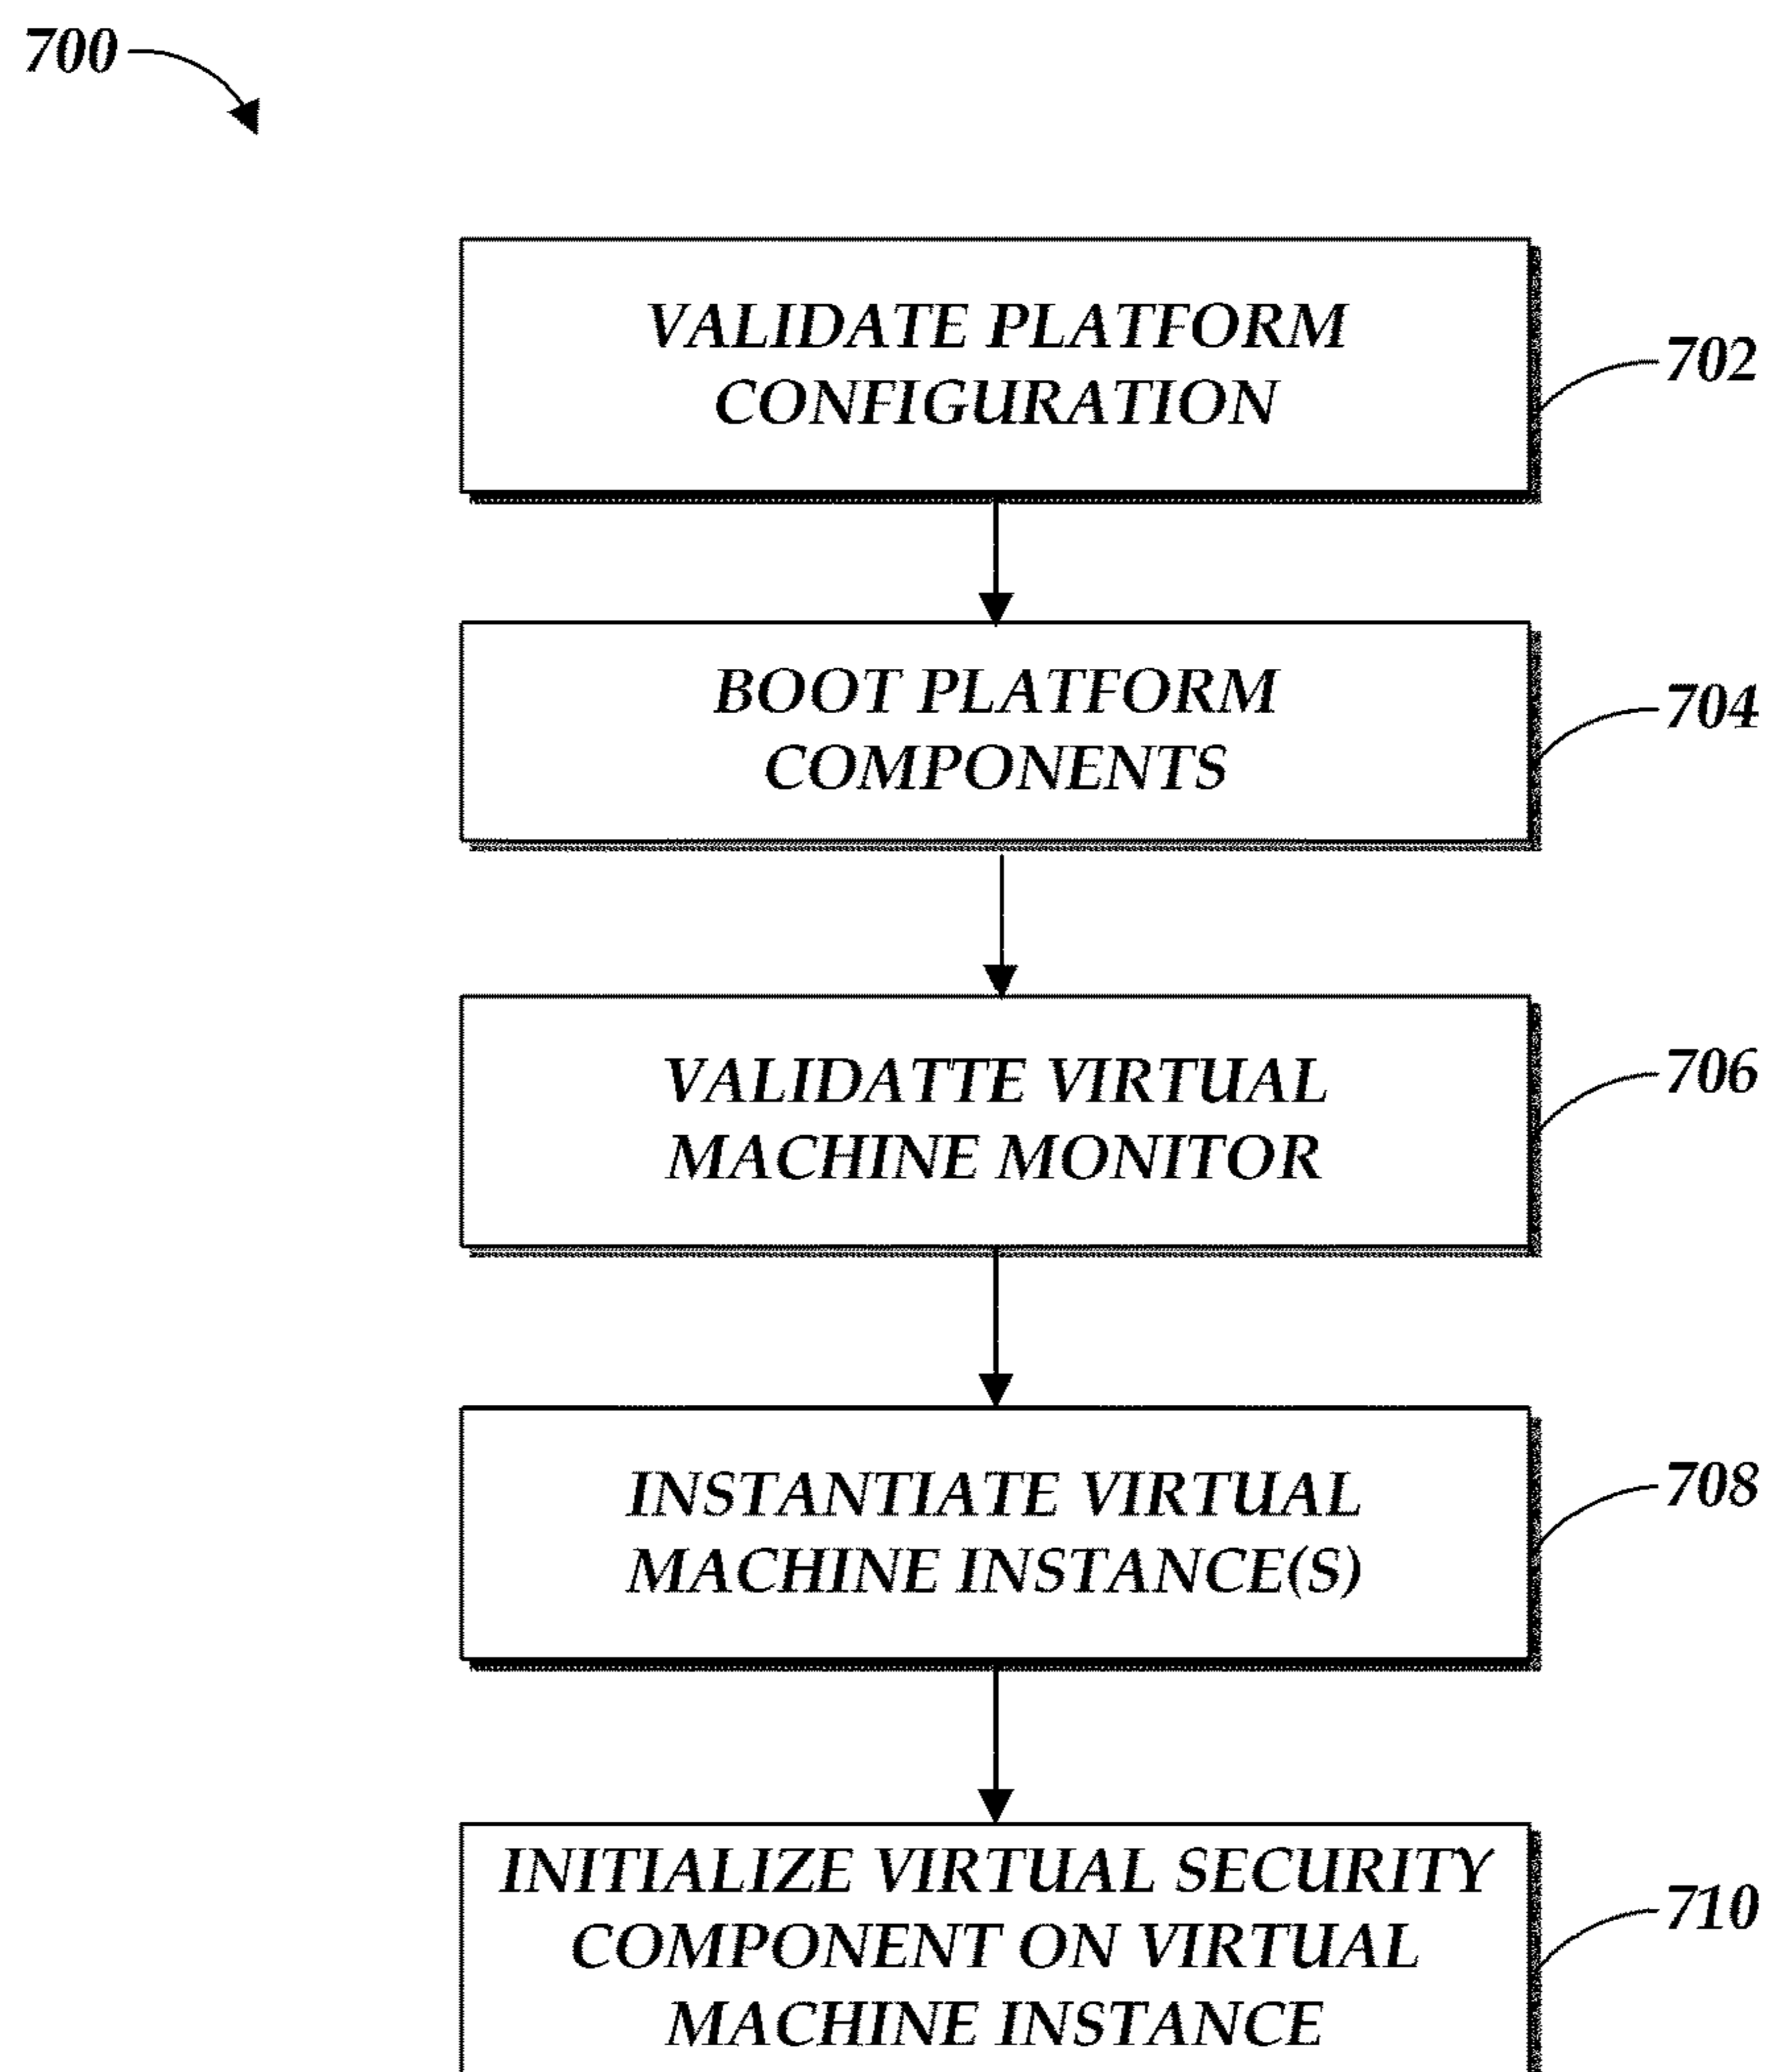 700
VALIDATE PLATFORM
CONFIGURATION
702
BOOT PLATFORM
COMPONENTS
704
VALIDATTE VIRTUAL
MACHINE MONITOR
706
INSTANTIATE VIRTUAL
MACHINE INSTANCE(S)
708
INITIALIZE VIRTUAL SECURITY
COMPONENT ON VIRTUAL
MACHINE INSTANCE
710